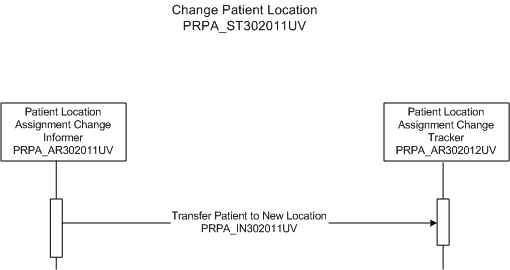 Change Patient Location
PRPA_ST302011UV
Patient Location
Assignment Change
Informer
PRPA_AR302011UV
Patient Location
Assignment Change
Tracker
PRPA_AR302012UV
Transfer Patient to New Location
PRPA_IN302011UV